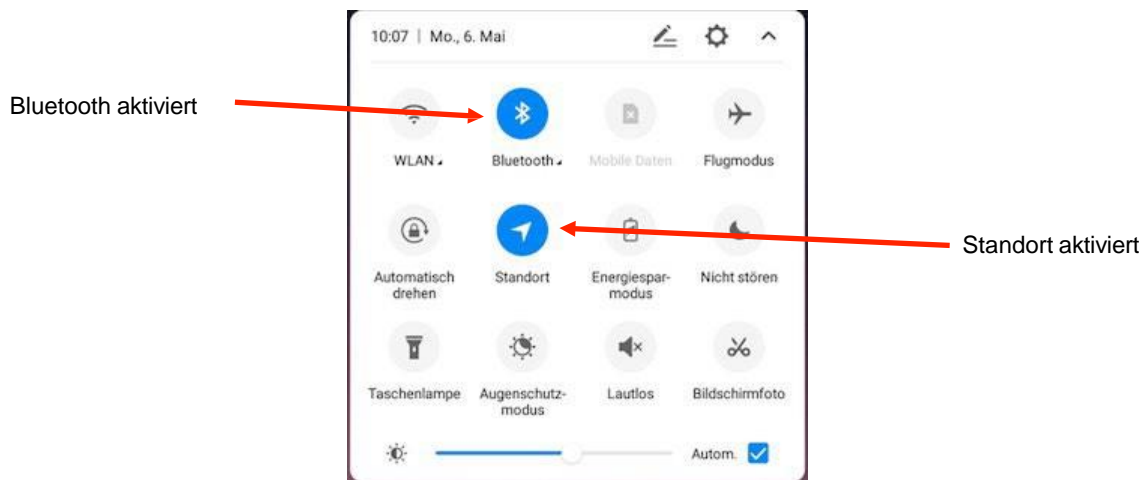 10:07 | Mo., 6. Mai
Bluetooth aktiviert
WLAN
Bluetooth
Mobile Daten
Flugmodus
Standort aktiviert
Automatisch
drehen
Standort
Energiespar-
modus
Nicht stören
Taschenlampe
Augenschutz-
modus
Lautlos
Bildschirmfoto
Autom.